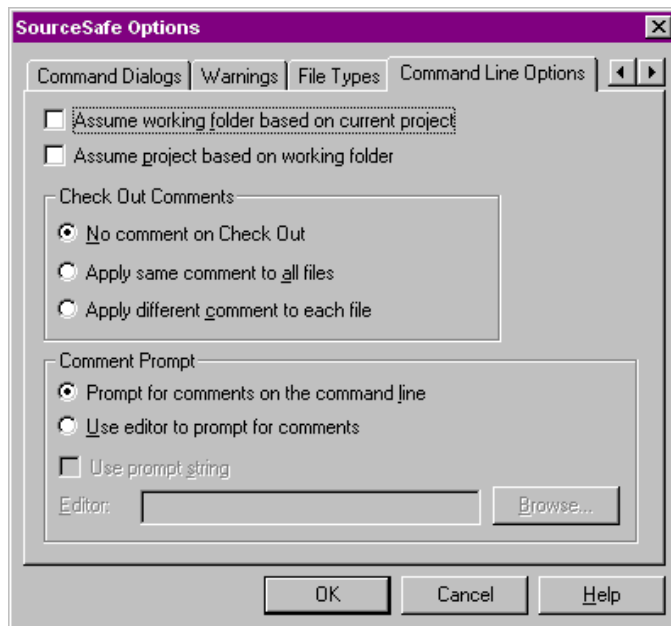 SourceSafe Options
Command Dialogs Warnings File Types Command Line Options
Assume working folder based on current project
Assume project based on working folder
Check Out Comments
No comment on Check Out
Apply same comment to all files
Apply different comment to each file
Comment Prompt
Prompt for comments on the command line
Use editor to prompt for comments
Use prompt string
Editor: Browse...
OK Cancel Help